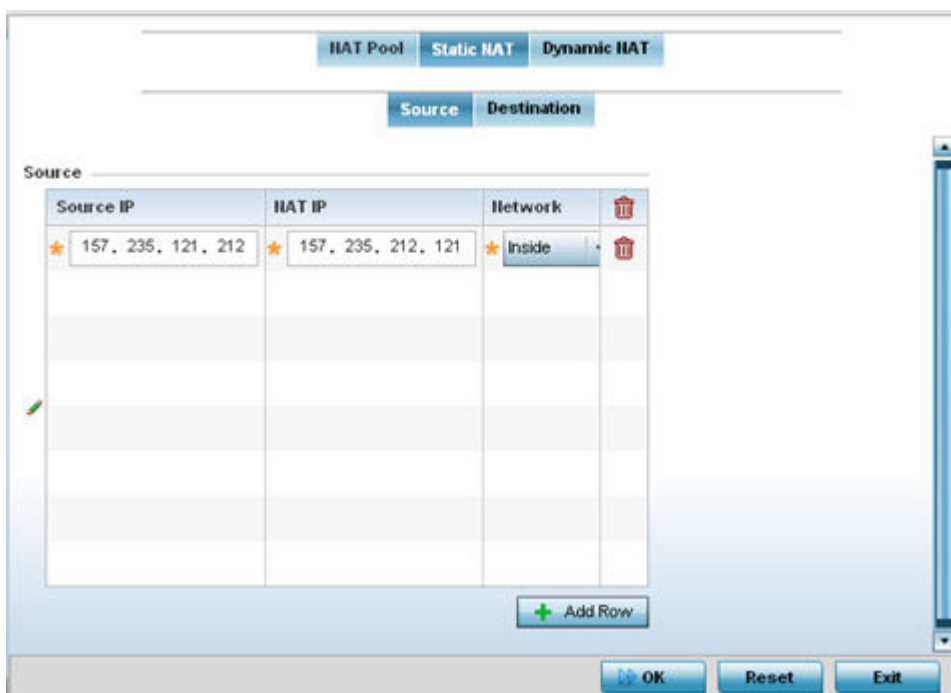 NAT Pool Static NAT Dynamic NAT
Source Destination
Source
Source IP NAT IP Network
157. 235. 121. 212 157. 235. 212. 121 Inside
Add Row
OK Reset Exit